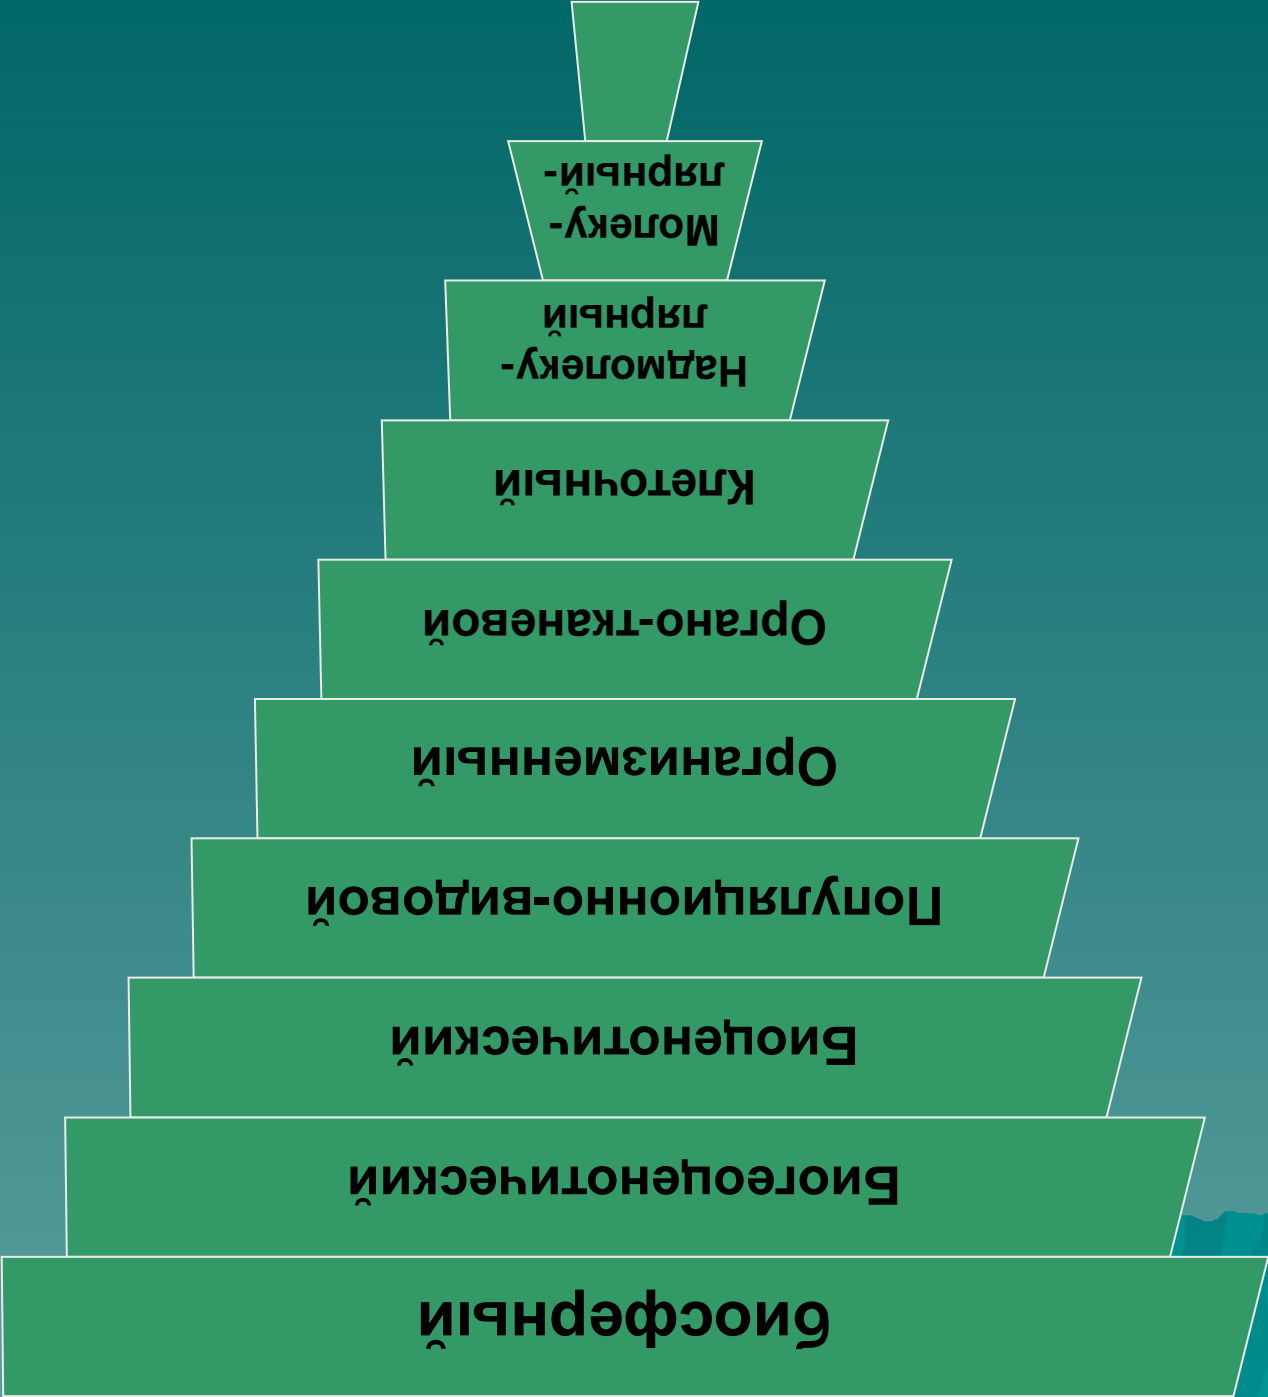 биосферный
Биогеоценотический
Биоценотический
Популяционно-видовой
Организменный
Органо-тканевой
Клеточный
Надмолеку-
лярный
Молеку-
лярный-